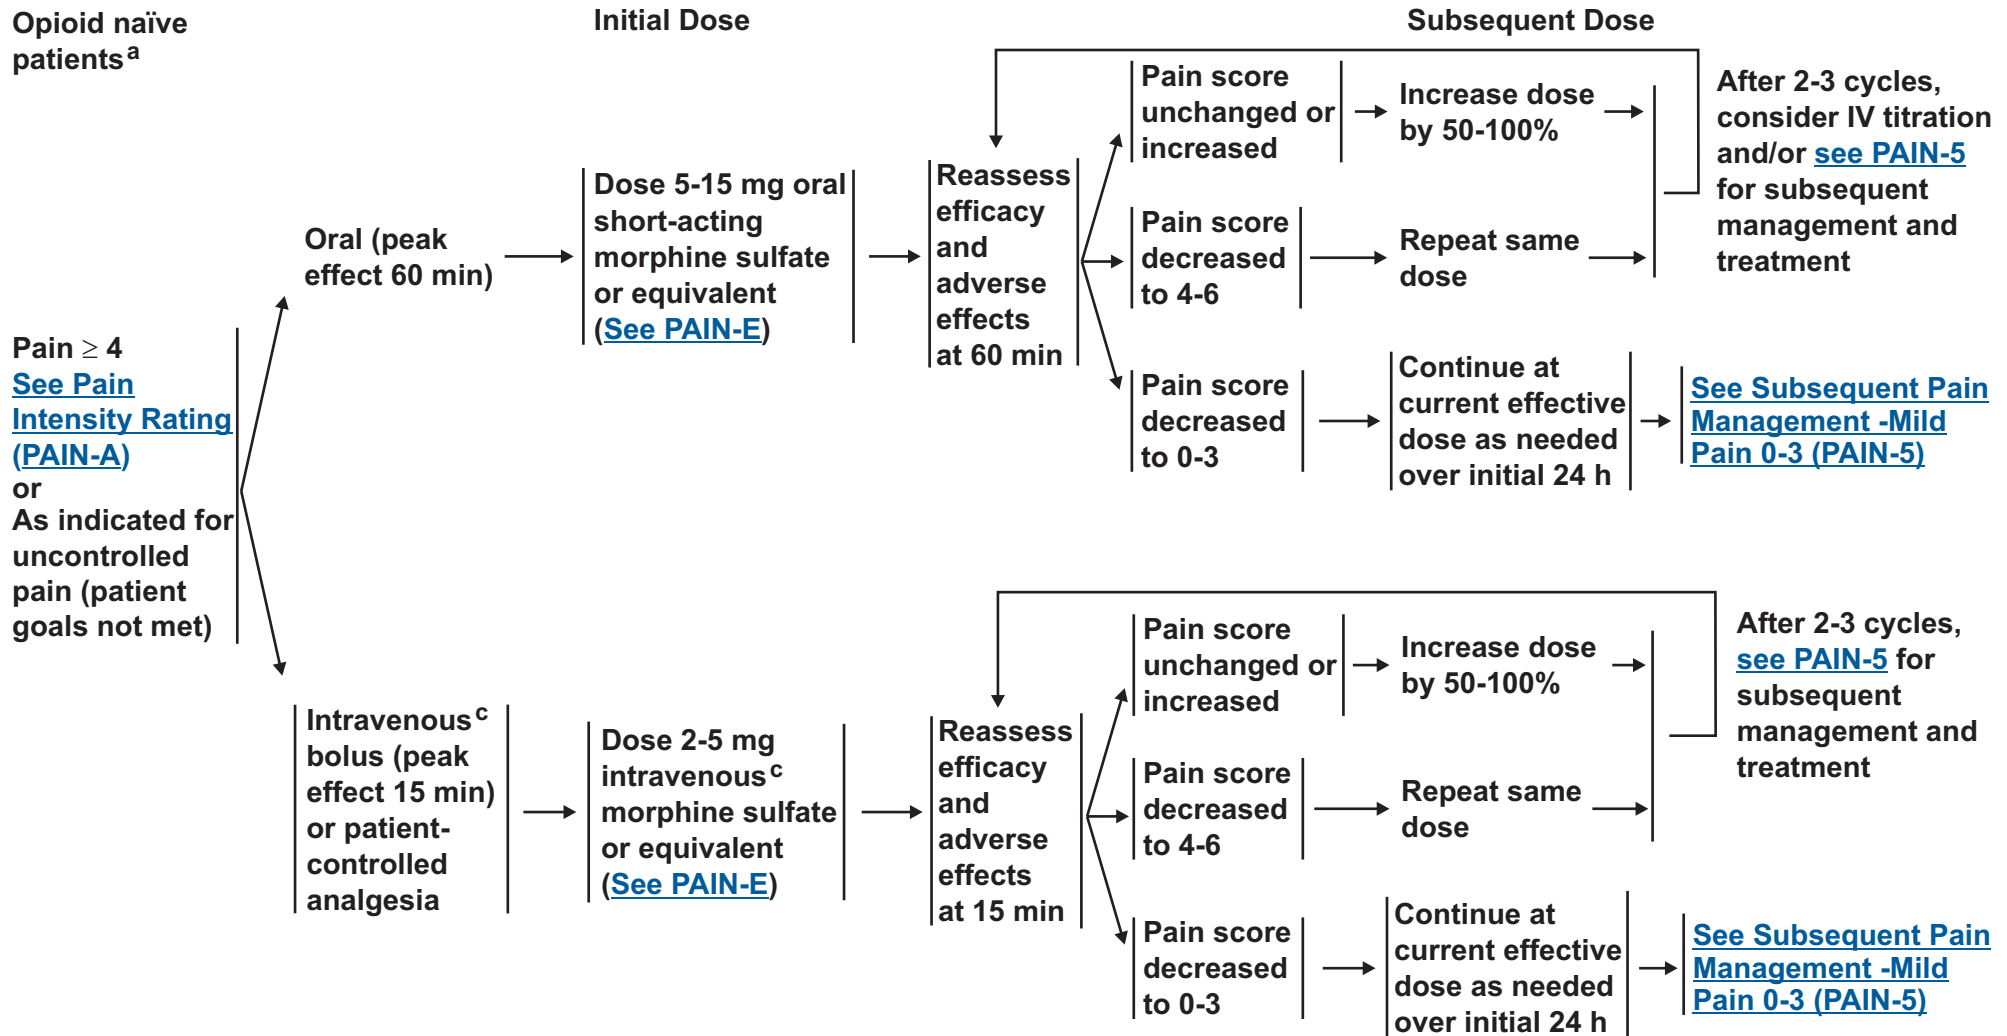 Opioid naïve
patientsᵃ
Initial Dose
Subsequent Dose
Pain ≥ 4
See Pain
Intensity Rating
(PAIN-A)
or
As indicated for
uncontrolled
pain (patient
goals not met)
Oral (peak
effect 60 min)
Dose 5-15 mg oral
short-acting
morphine sulfate
or equivalent
(See PAIN-E)
Reassess
efficacy
and
adverse
effects
at 60 min
Pain score
unchanged or
increased
Increase dose
by 50-100%
Pain score
decreased
to 4-6
Repeat same
dose
After 2-3 cycles,
consider IV titration
and/or see PAIN-5
for subsequent
management and
treatment
Pain score
decreased
to 0-3
Continue at
current effective
dose as needed
over initial 24 h
See Subsequent Pain
Management -Mild
Pain 0-3 (PAIN-5)
Intravenousᶜ
bolus (peak
effect 15 min)
or patient-
controlled
analgesia
Dose 2-5 mg
intravenousᶜ
morphine sulfate
or equivalent
(See PAIN-E)
Reassess
efficacy
and
adverse
effects
at 15 min
Pain score
unchanged or
increased
Increase dose
by 50-100%
Pain score
decreased
to 4-6
Repeat same
dose
After 2-3 cycles,
see PAIN-5 for
subsequent
management and
treatment
Pain score
decreased
to 0-3
Continue at
current effective
dose as needed
over initial 24 h
See Subsequent Pain
Management -Mild
Pain 0-3 (PAIN-5)